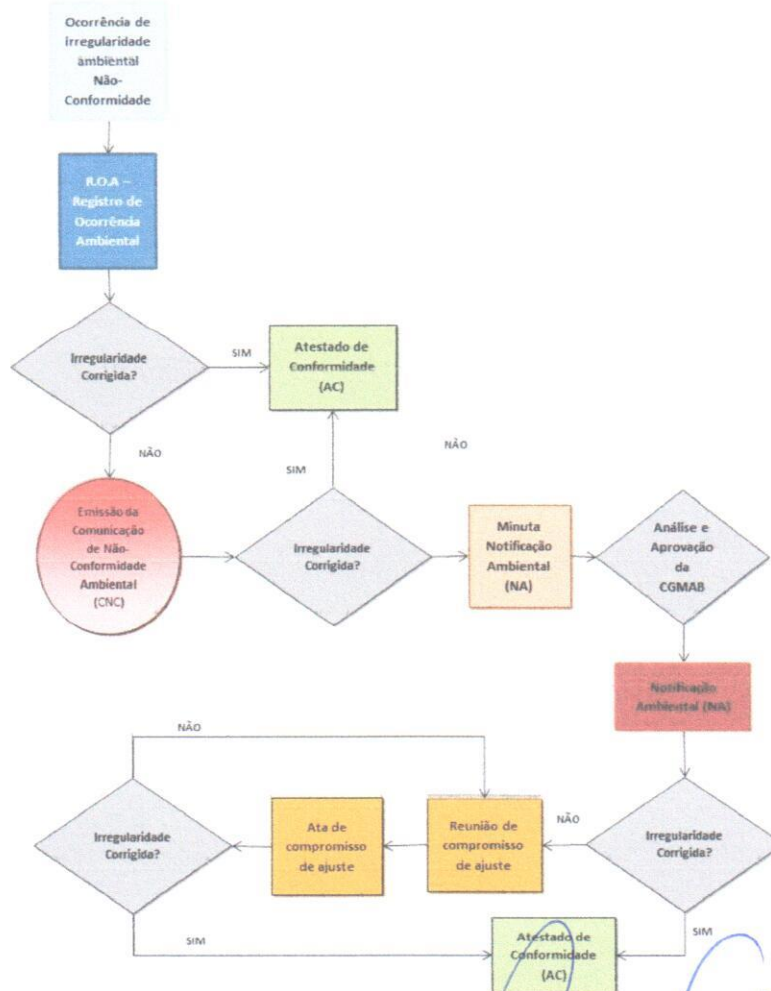 Ocorrência de
irregularidade
ambiental
Não-
Conformidade
R.O.A –
Registro de
Ocorrência
Ambiental
Irregularidade
Corrigida?
SIM
Atestado de
Conformidade
(AC)
NÃO
SIM
NÃO
Emissão da
Comunicação
de Não-
Conformidade
Ambiental
(CNC)
Irregularidade
Corrigida?
Minuta
Notificação
Ambiental
(NA)
Análise e
Aprovação
da
CGMAB
Notificação
Ambiental (NA)
NÃO
Irregularidade
Corrigida?
Ata de
compromisso
de ajuste
Reunião de
compromisso
de ajuste
NÃO
Irregularidade
Corrigida?
SIM
Atestado de
Conformidade
(AC)
SIM